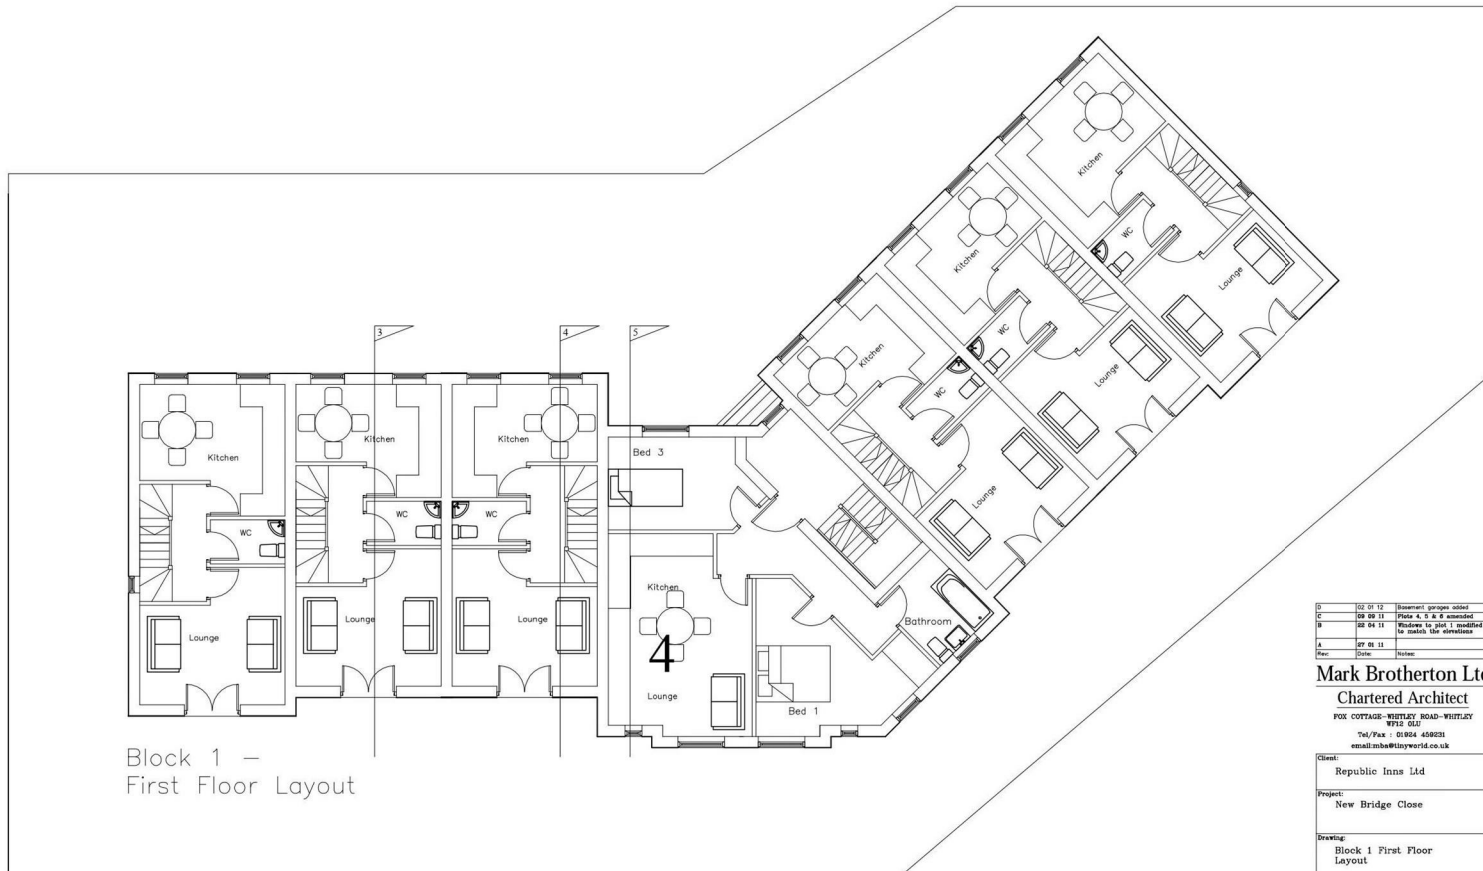 Kitchen
WC
Lounge
Kitchen
WC
Lounge
Kitchen
WC
Lounge
3
4
5
Bed 3
Kitchen
4
Lounge
Bed 1
Bathroom
Kitchen
WC
Lounge
Kitchen
WC
Lounge
Kitchen
WC
Lounge
Block 1 –
First Floor Layout
D 02 01 12 Basement garages added
C 09 09 11 Plots 4, 5 & 6 amended
B 22 04 11 Windows to plot 1 modified
to match the elevations
A 27 01 11
Rev: Date: Notes:
Mark Brotherton Ltd
Chartered Architect
FOX COTTAGE-WHITLEY ROAD-WHITLEY
WF12 0LU
Tel/Fax : 01924 459231
email:mba@tinyworld.co.uk
Client:
Republic Inns Ltd
Project:
New Bridge Close
Drawing:
Block 1 First Floor
Layout